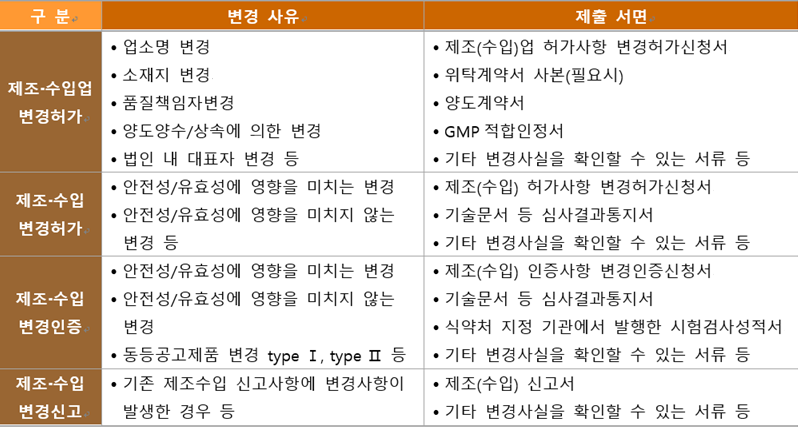 구 분
변경 사유
제출 서면
제조-수입업
변경허가
• 업소명 변경
• 소재지 변경
• 품질책임자변경
• 양도양수/상속에 의한 변경
• 법인 내 대표자 변경 등
• 제조(수입)업 허가사항 변경허가신청서
• 위탁계약서 사본(필요시)
• 양도계약서
• GMP 적합인정서
• 기타 변경사실을 확인할 수 있는 서류 등
제조-수입
변경허가
• 안전성/유효성에 영향을 미치는 변경
• 안전성/유효성에 영향을 미치지 않는
변경 등
• 제조(수입) 허가사항 변경허가신청서
• 기술문서 등 심사결과통지서
• 기타 변경사실을 확인할 수 있는 서류 등
제조-수입
변경인증
• 안전성/유효성에 영향을 미치는 변경
• 안전성/유효성에 영향을 미치지 않는
변경
• 동등공고제품 변경 type Ⅰ, type Ⅱ 등
• 제조(수입) 인증사항 변경인증신청서
• 기술문서 등 심사결과통지서
• 식약처 지정 기관에서 발행한 시험검사성적서
• 기타 변경사실을 확인할 수 있는 서류 등
제조-수입
변경신고
• 기존 제조수입 신고사항에 변경사항이
발생한 경우 등
• 제조(수입) 신고서
• 기타 변경사실을 확인할 수 있는 서류 등